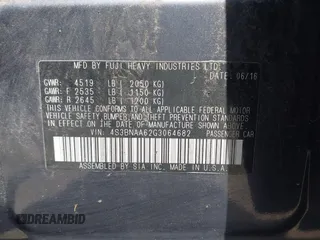 MFD BY FUJI HEAVY INDUSTRIES LTD.
DATE: 06/16
GVWR: 4519 LB ( 2050 KG)
GAWR: F 2535 LB ( 1150 KG)
GAWR: R 2645 LB ( 1200 KG)
THIS VEHICLE CONFORMS TO ALL APPLICABLE FEDERAL MOTOR
VEHICLE SAFETY, BUMPER, AND THEFT PREVENTION STANDARDS
IN EFFECT ON THE DATE OF MANUFACTURE SHOWN ABOVE
VIN: 4S3BNAA62G3064682 PASSENGER CAR
ASSEMBLED BY SIA INC.
DREAMBID